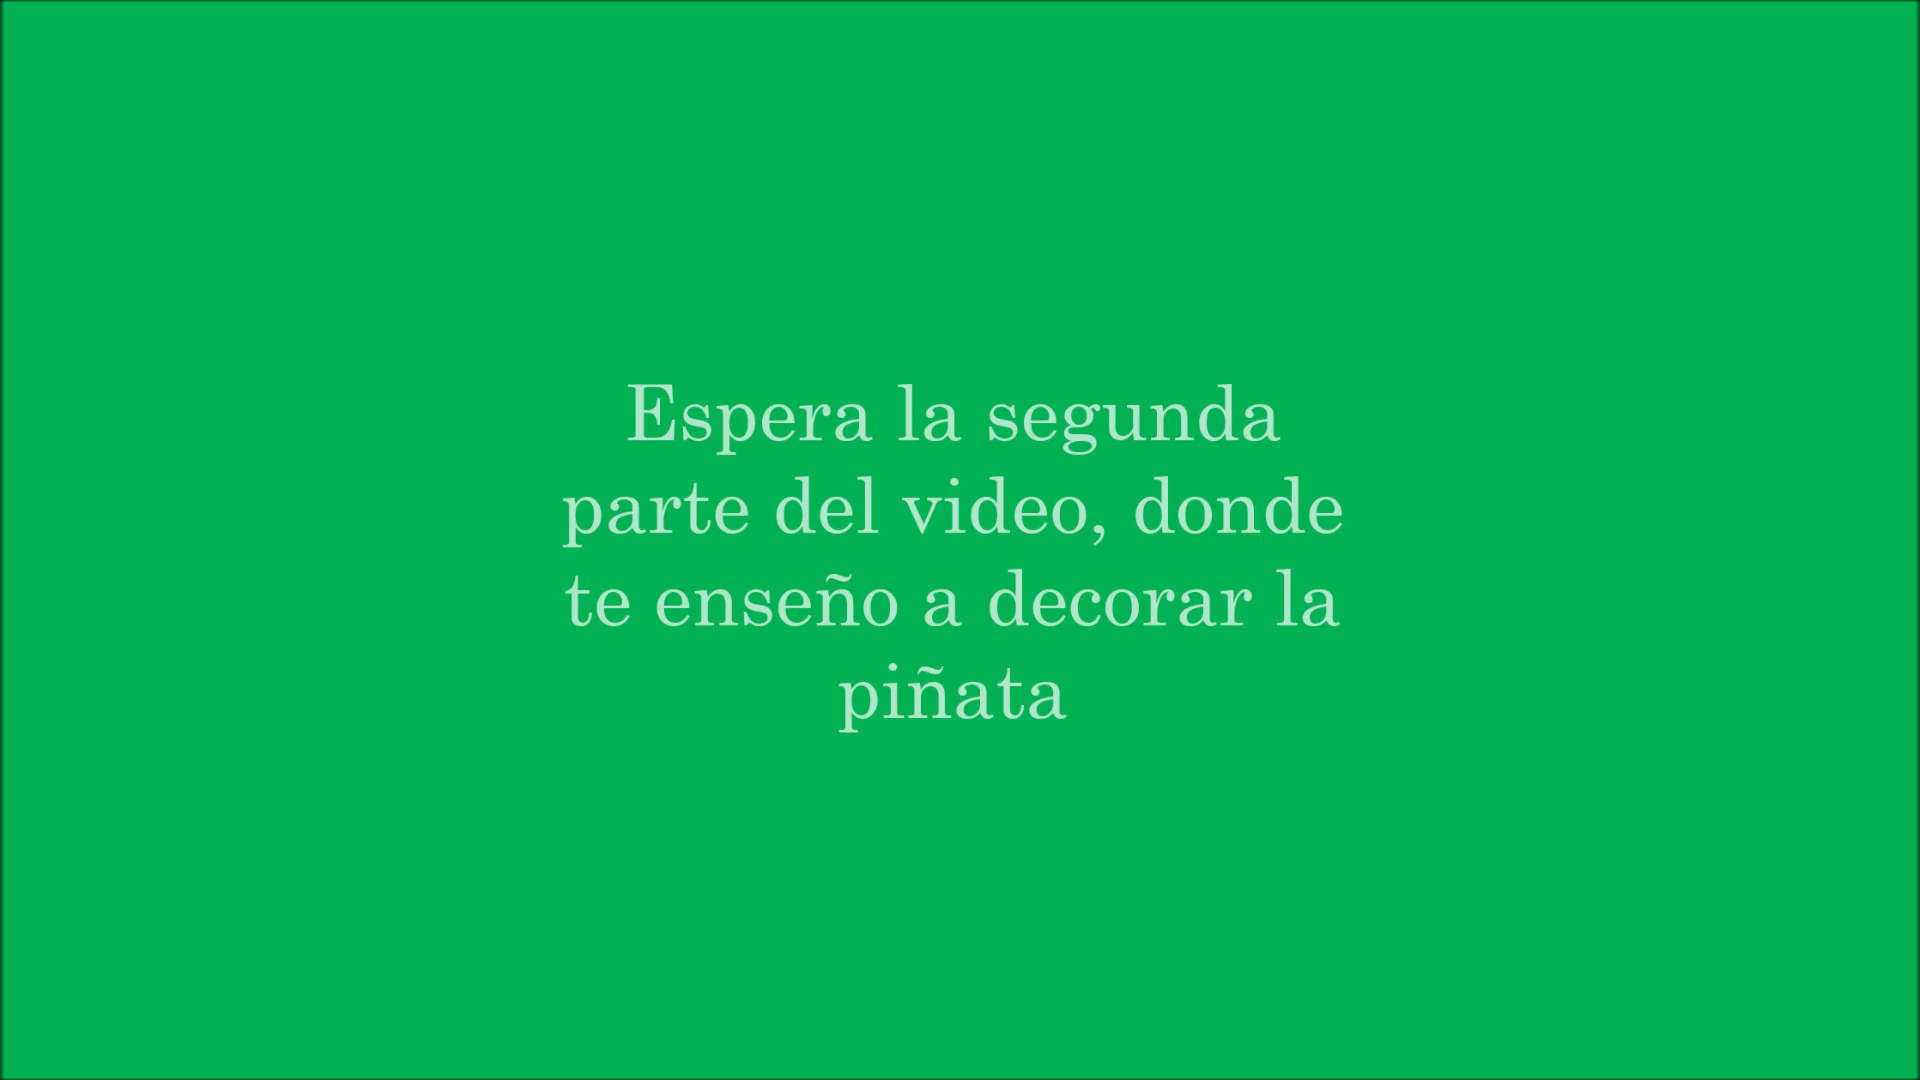 Espera la segunda
parte del video, donde
te enseño a decorar la
piñata